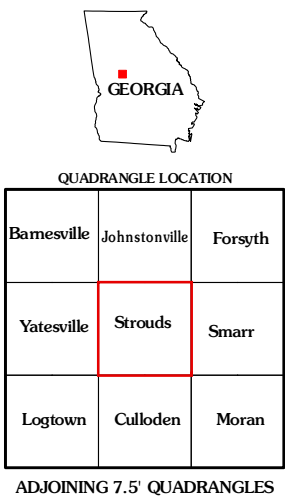 GEORGIA
QUADRANGLE LOCATION
Barnesville Johnstonville Forsyth
Yatesville Strouds Smarr
Logtown Culloden Moran
ADJOINING 7.5' QUADRANGLES